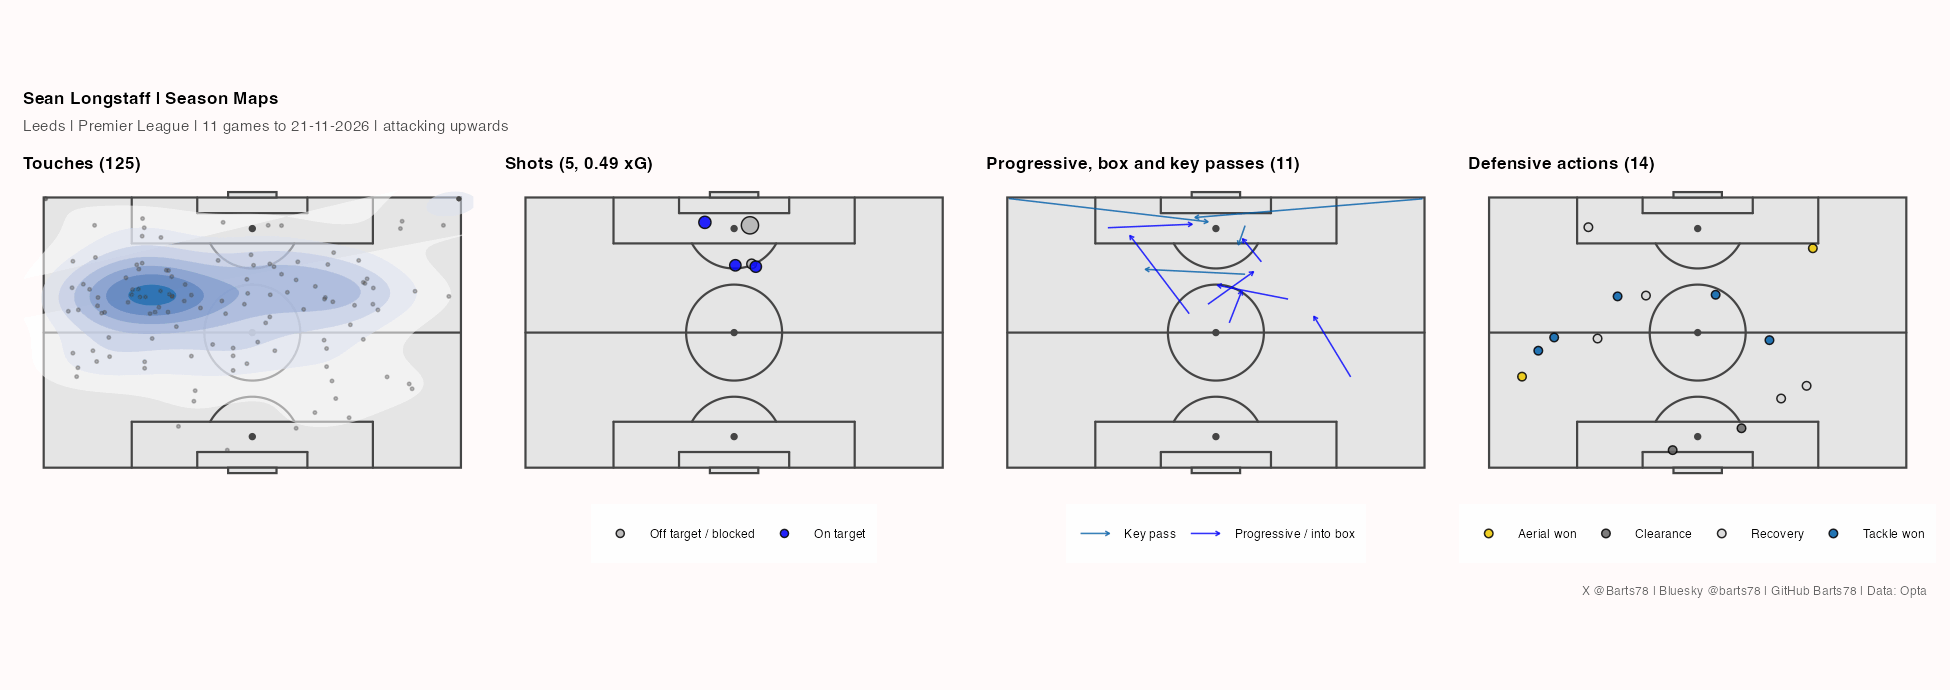 Sean Longstaff | Season Maps
Leeds | Premier League | 11 games to 21-11-2026 | attacking upwards
Touches (125)
Shots (5, 0.49 xG)
Progressive, box and key passes (11)
Defensive actions (14)
Off target / blocked
On target
Key pass
Progressive / into box
Aerial won
Clearance
Recovery
Tackle won
X @Barts78 | Bluesky @barts78 | GitHub Barts78 | Data: Opta